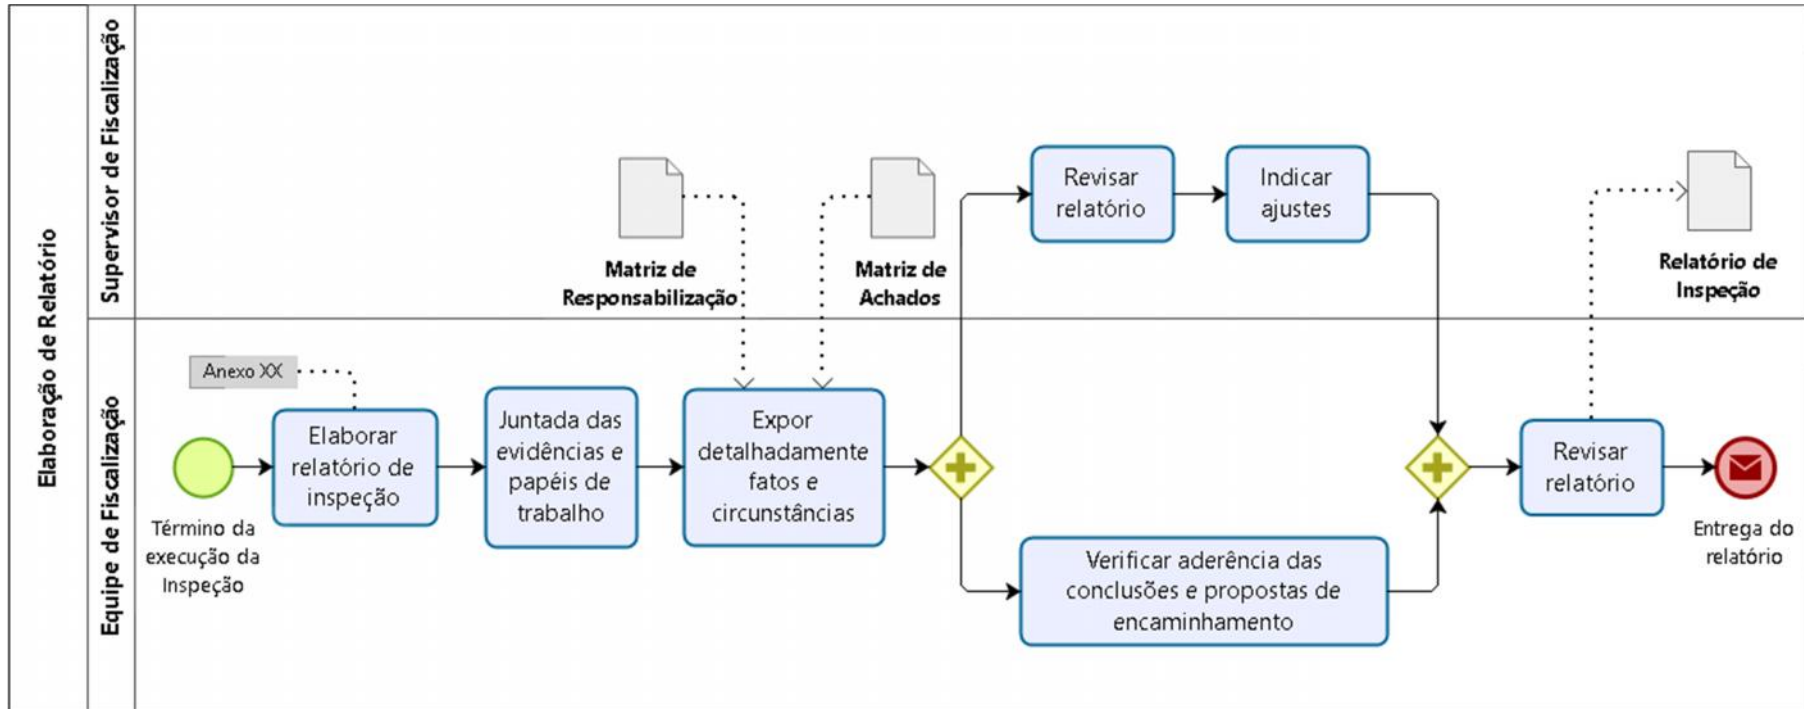 Elaboração de Relatório
Supervisor de Fiscalização
Matriz de
Responsabilização
Matriz de
Achados
Revisar
relatório
Indicar
ajustes
Relatório de
Inspeção
Equipe de Fiscalização
Anexo XX
Término da
execução da
Inspeção
Elaborar
relatório de
inspeção
Juntada das
evidências e
papéis de
trabalho
Expor
detalhadamente
fatos e
circunstâncias
Verificar aderência das
conclusões e propostas de
encaminhamento
Revisar
relatório
Entrega do
relatório